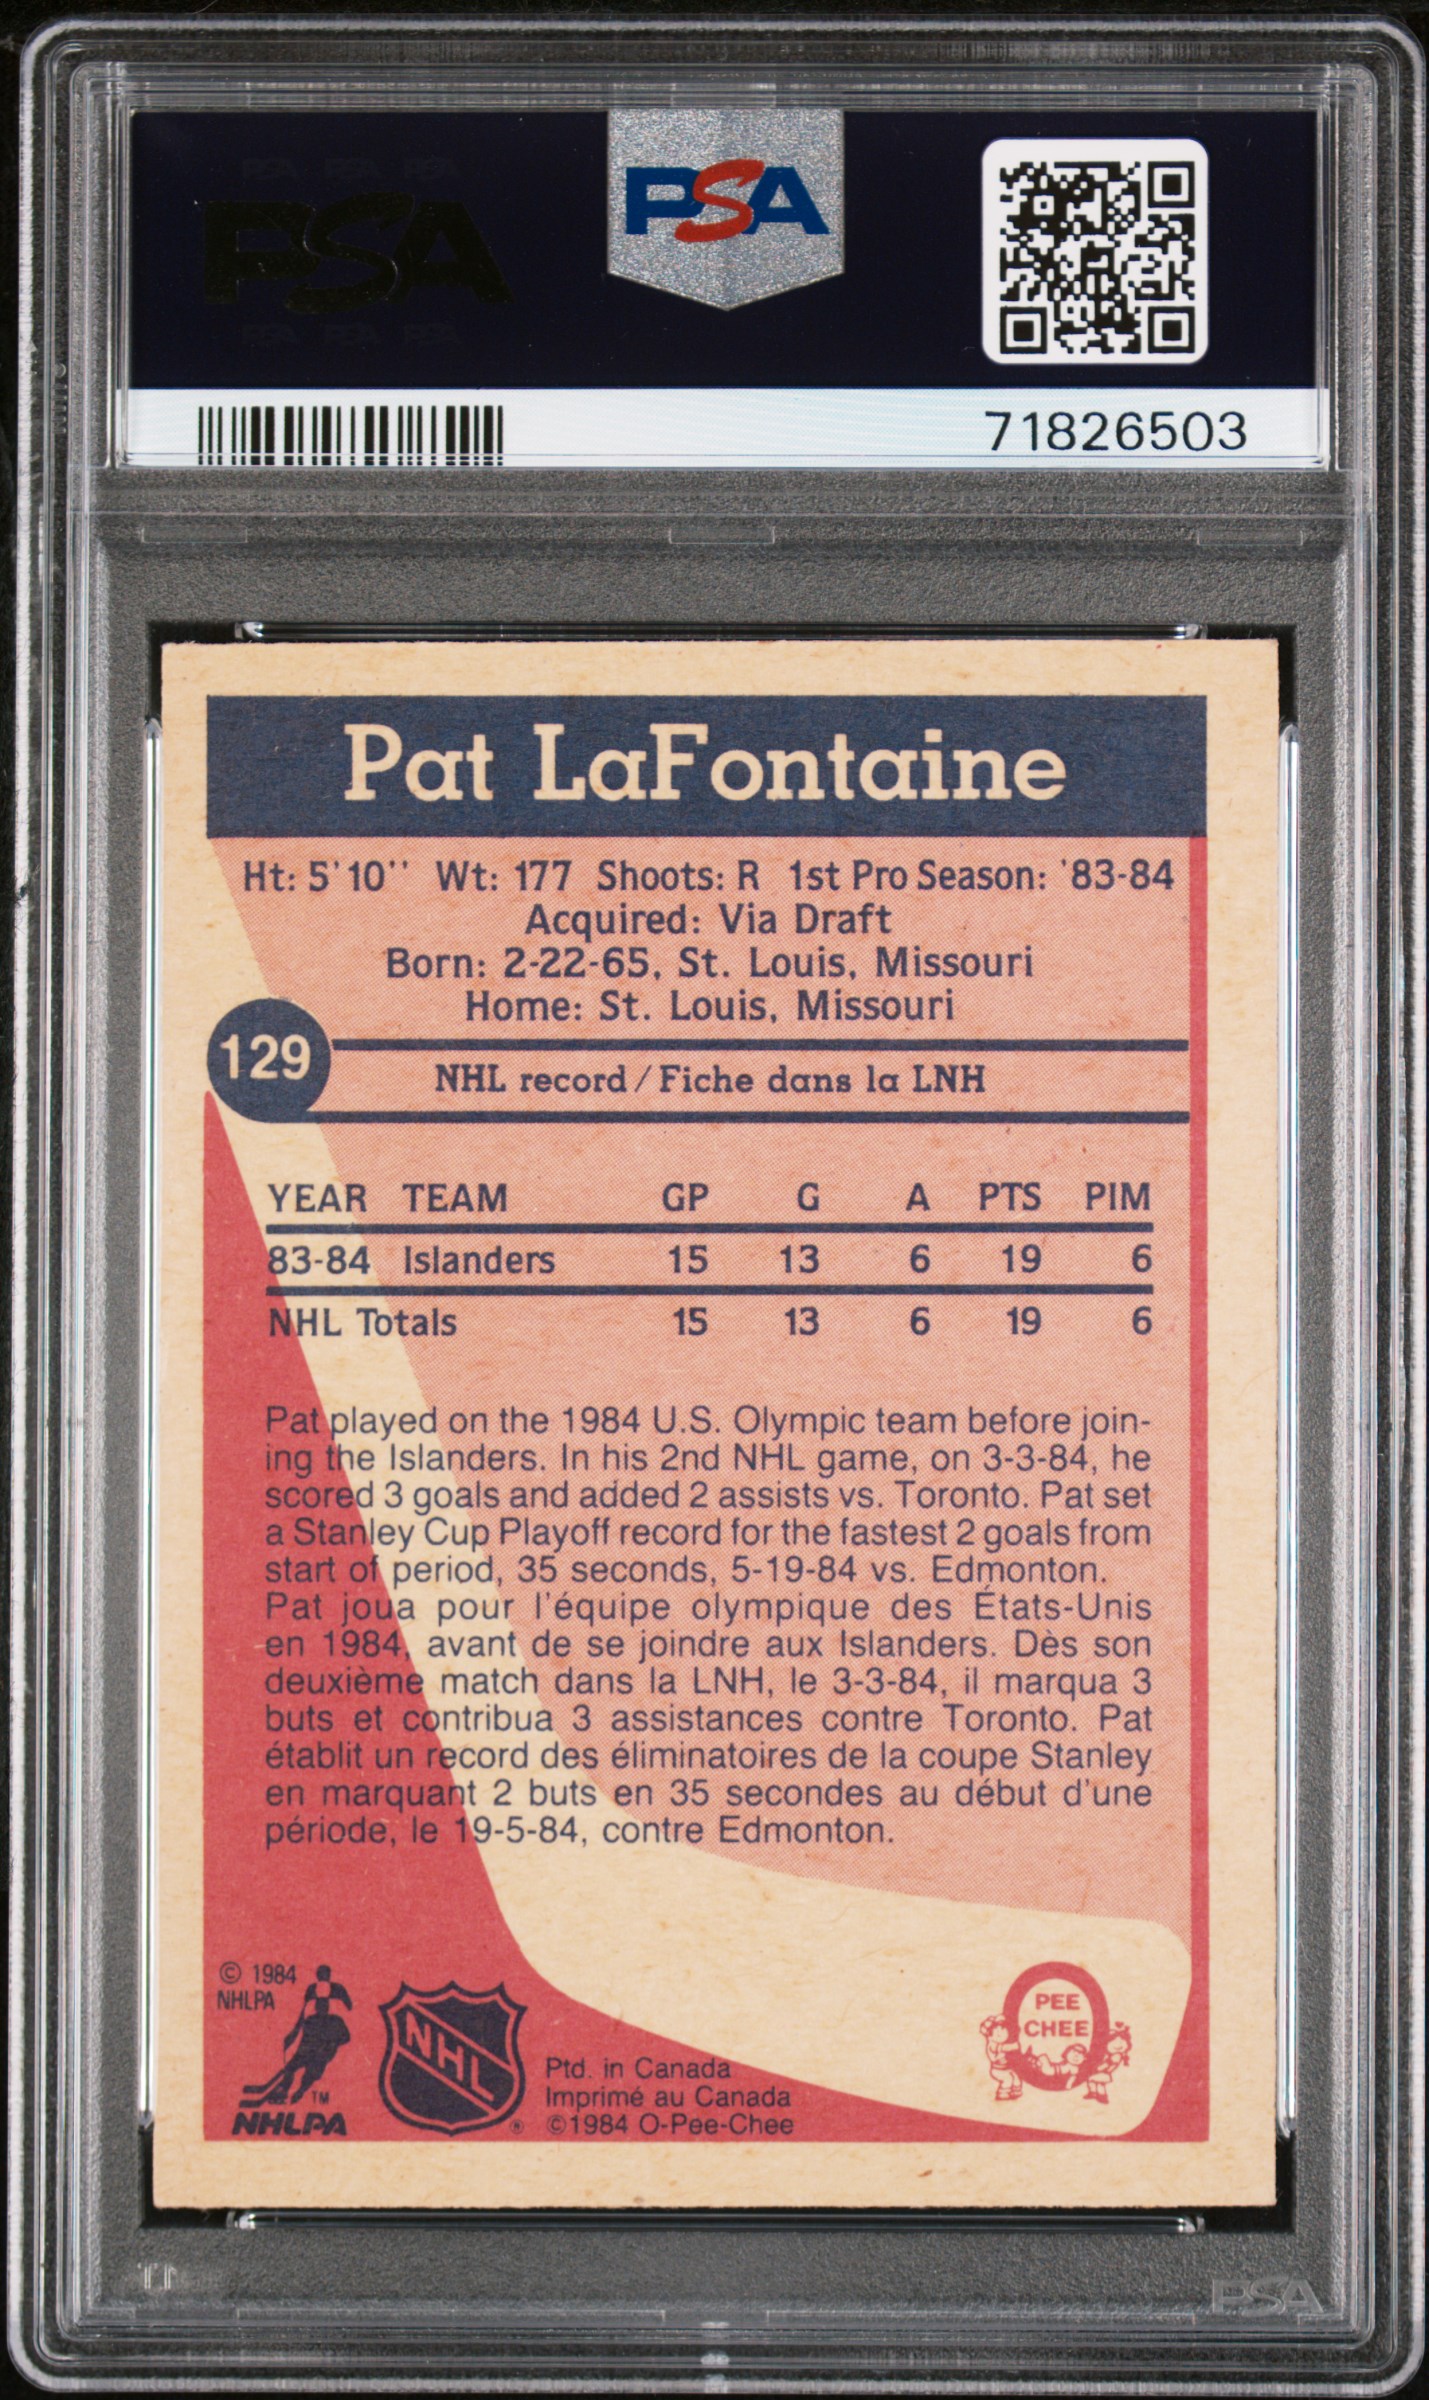 PSA PSA PSA
PSA
PSA PSA PSA
PSA
71826503
Pat LaFontaine
Ht: 5'10'' Wt: 177 Shoots: R 1st Pro Season: '83-84
Acquired: Via Draft
Born: 2-22-65, St. Louis, Missouri
Home: St. Louis, Missouri
129
NHL record/Fiche dans la LNH
YEAR TEAM GP G A PTS PIM
83-84 Islanders 15 13 6 19 6
NHL Totals 15 13 6 19 6
Pat played on the 1984 U.S. Olympic team before join-
ing the Islanders. In his 2nd NHL game, on 3-3-84, he
scored 3 goals and added 2 assists vs. Toronto. Pat set
a Stanley Cup Playoff record for the fastest 2 goals from
start of period, 35 seconds, 5-19-84 vs. Edmonton.
Pat joua pour l'équipe olympique des États-Unis
en 1984, avant de se joindre aux Islanders. Dès son
deuxième match dans la LNH, le 3-3-84, il marqua 3
buts et contribua 3 assistances contre Toronto. Pat
établit un record des éliminatoires de la coupe Stanley
en marquant 2 buts en 35 secondes au début d'une
période, le 19-5-84, contre Edmonton.
© 1984
NHLPA
TM
NHLPA
NHL
®
Ptd. in Canada
Imprimé au Canada
©1984 O-Pee-Chee
O
PEE
CHEE
PSA